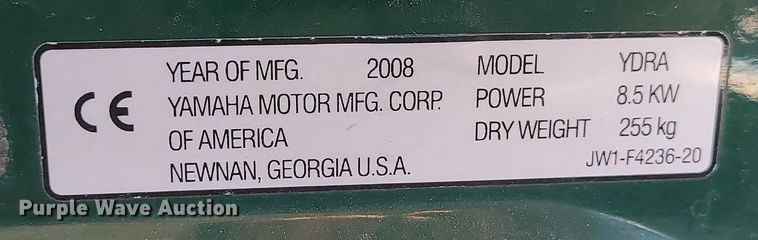 CE
YEAR OF MFG. 2008
YAMAHA MOTOR MFG. CORP.
OF AMERICA
NEWNAN, GEORGIA U.S.A.
MODEL YDRA
POWER 8.5 KW
DRY WEIGHT 255 kg
JW1-F4236-20
Purple Wave Auction